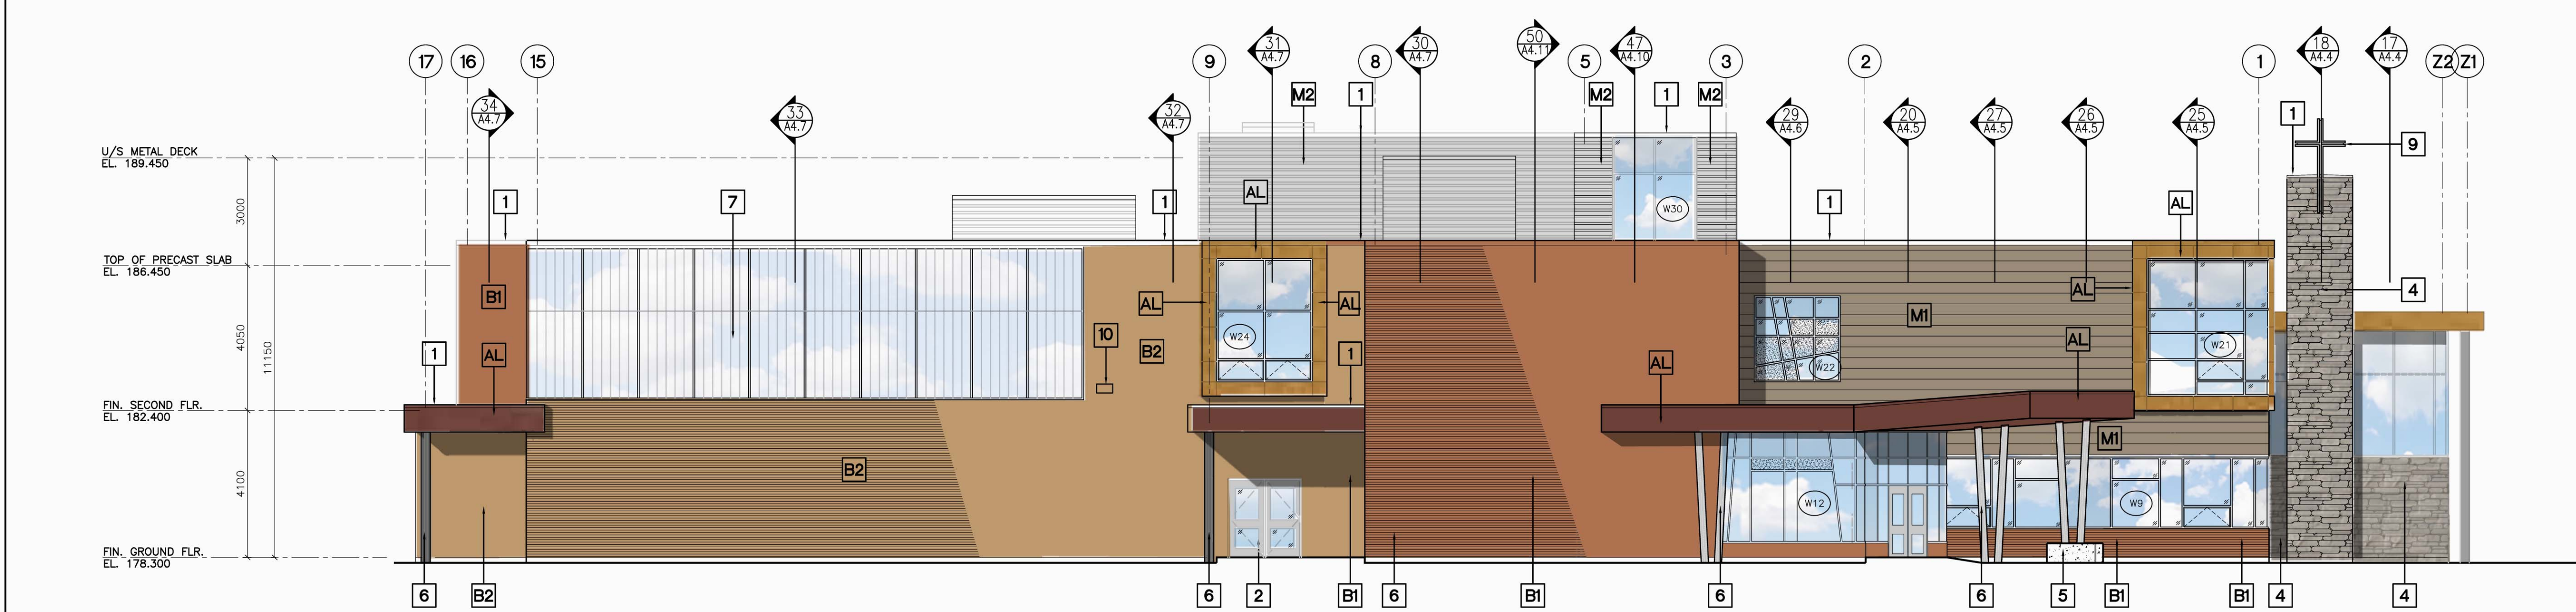 17
16
15
9
8
5
3
2
1
Z2
Z1
31
A4.7
30
A4.7
50
A4.11
47
A4.10
18
A4.4
17
A4.4
34
A4.7
33
A4.7
32
A4.7
29
A4.6
20
A4.5
27
A4.5
26
A4.5
25
A4.5
M2
1
M2
1
M2
1
9
U/S METAL DECK
EL. 189.450
1
7
1
AL
W30
1
AL
3000
TOP OF PRECAST SLAB
EL. 186.450
B1
AL
AL
AL
4
M1
4050
11150
10
W24
B2
1
AL
1
AL
W22
AL
W21
FIN. SECOND FLR.
EL. 182.400
M1
B2
4100
W12
W9
FIN. GROUND FLR.
EL. 178.300
6
B2
6
2
B1
6
B1
6
6
5
B1
B1
4
4